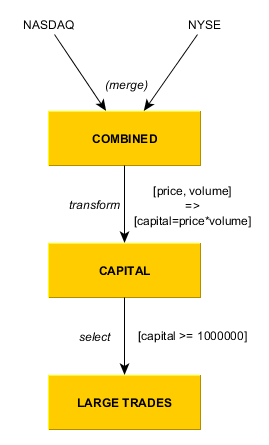 NASDAQ
NYSE
(merge)
COMBINED
transform
[price, volume]
=>
[capital=price*volume]
CAPITAL
select
[capital >= 1000000]
LARGE TRADES